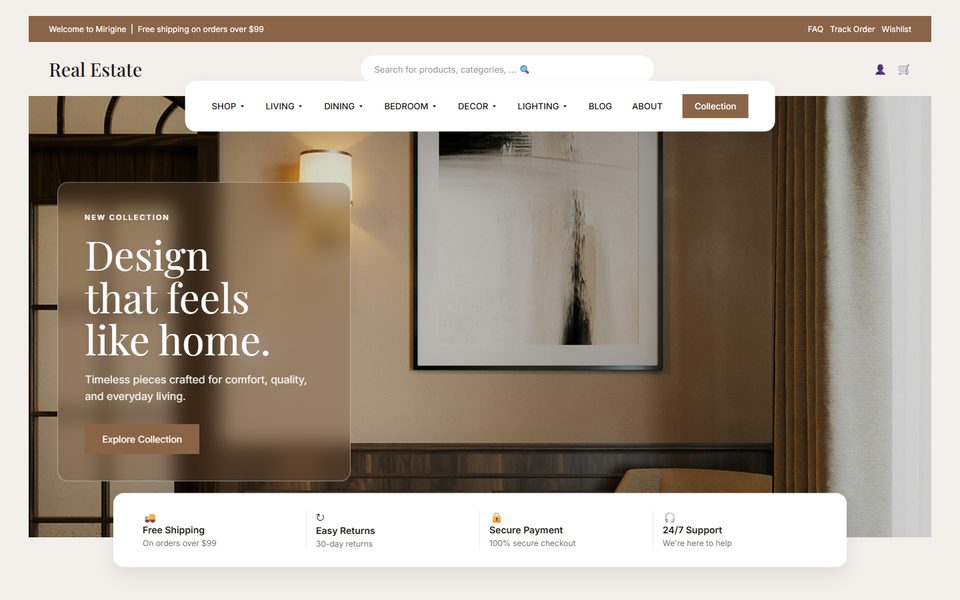 Welcome to Mirigine | Free shipping on orders over $99
FAQ Track Order Wishlist
Real Estate
Search for products, categories, ...
SHOP LIVING DINING BEDROOM DECOR LIGHTING BLOG ABOUT Collection
NEW COLLECTION
Design
that feels
like home.
Timeless pieces crafted for comfort, quality,
and everyday living.
Explore Collection
Free Shipping
On orders over $99
Easy Returns
30-day returns
Secure Payment
100% secure checkout
24/7 Support
We're here to help